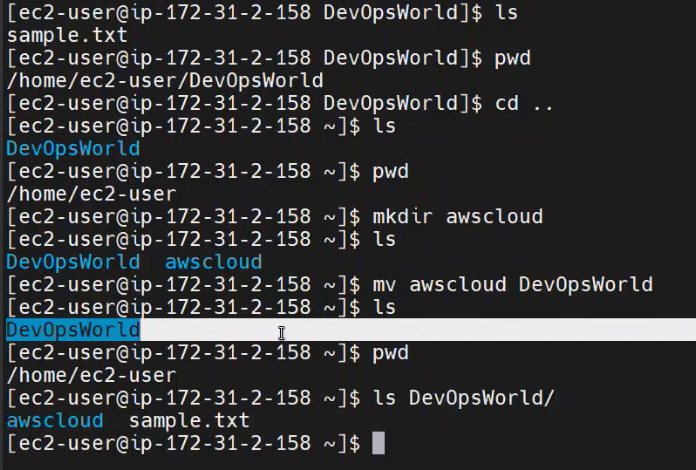 [ec2-user@ip-172-31-2-158 DevOpsWorld]$ ls
sample.txt
[ec2-user@ip-172-31-2-158 DevOpsWorld]$ pwd
/home/ec2-user/DevOpsWorld
[ec2-user@ip-172-31-2-158 DevOpsWorld]$ cd ..
[ec2-user@ip-172-31-2-158 ~]$ ls
DevOpsWorld
[ec2-user@ip-172-31-2-158 ~]$ pwd
/home/ec2-user
[ec2-user@ip-172-31-2-158 ~]$ mkdir awscloud
[ec2-user@ip-172-31-2-158 ~]$ ls
DevOpsWorld  awscloud
[ec2-user@ip-172-31-2-158 ~]$ mv awscloud DevOpsWorld
[ec2-user@ip-172-31-2-158 ~]$ ls
DevOpsWorld
[ec2-user@ip-172-31-2-158 ~]$ pwd
/home/ec2-user
[ec2-user@ip-172-31-2-158 ~]$ ls DevOpsWorld/
awscloud  sample.txt
[ec2-user@ip-172-31-2-158 ~]$